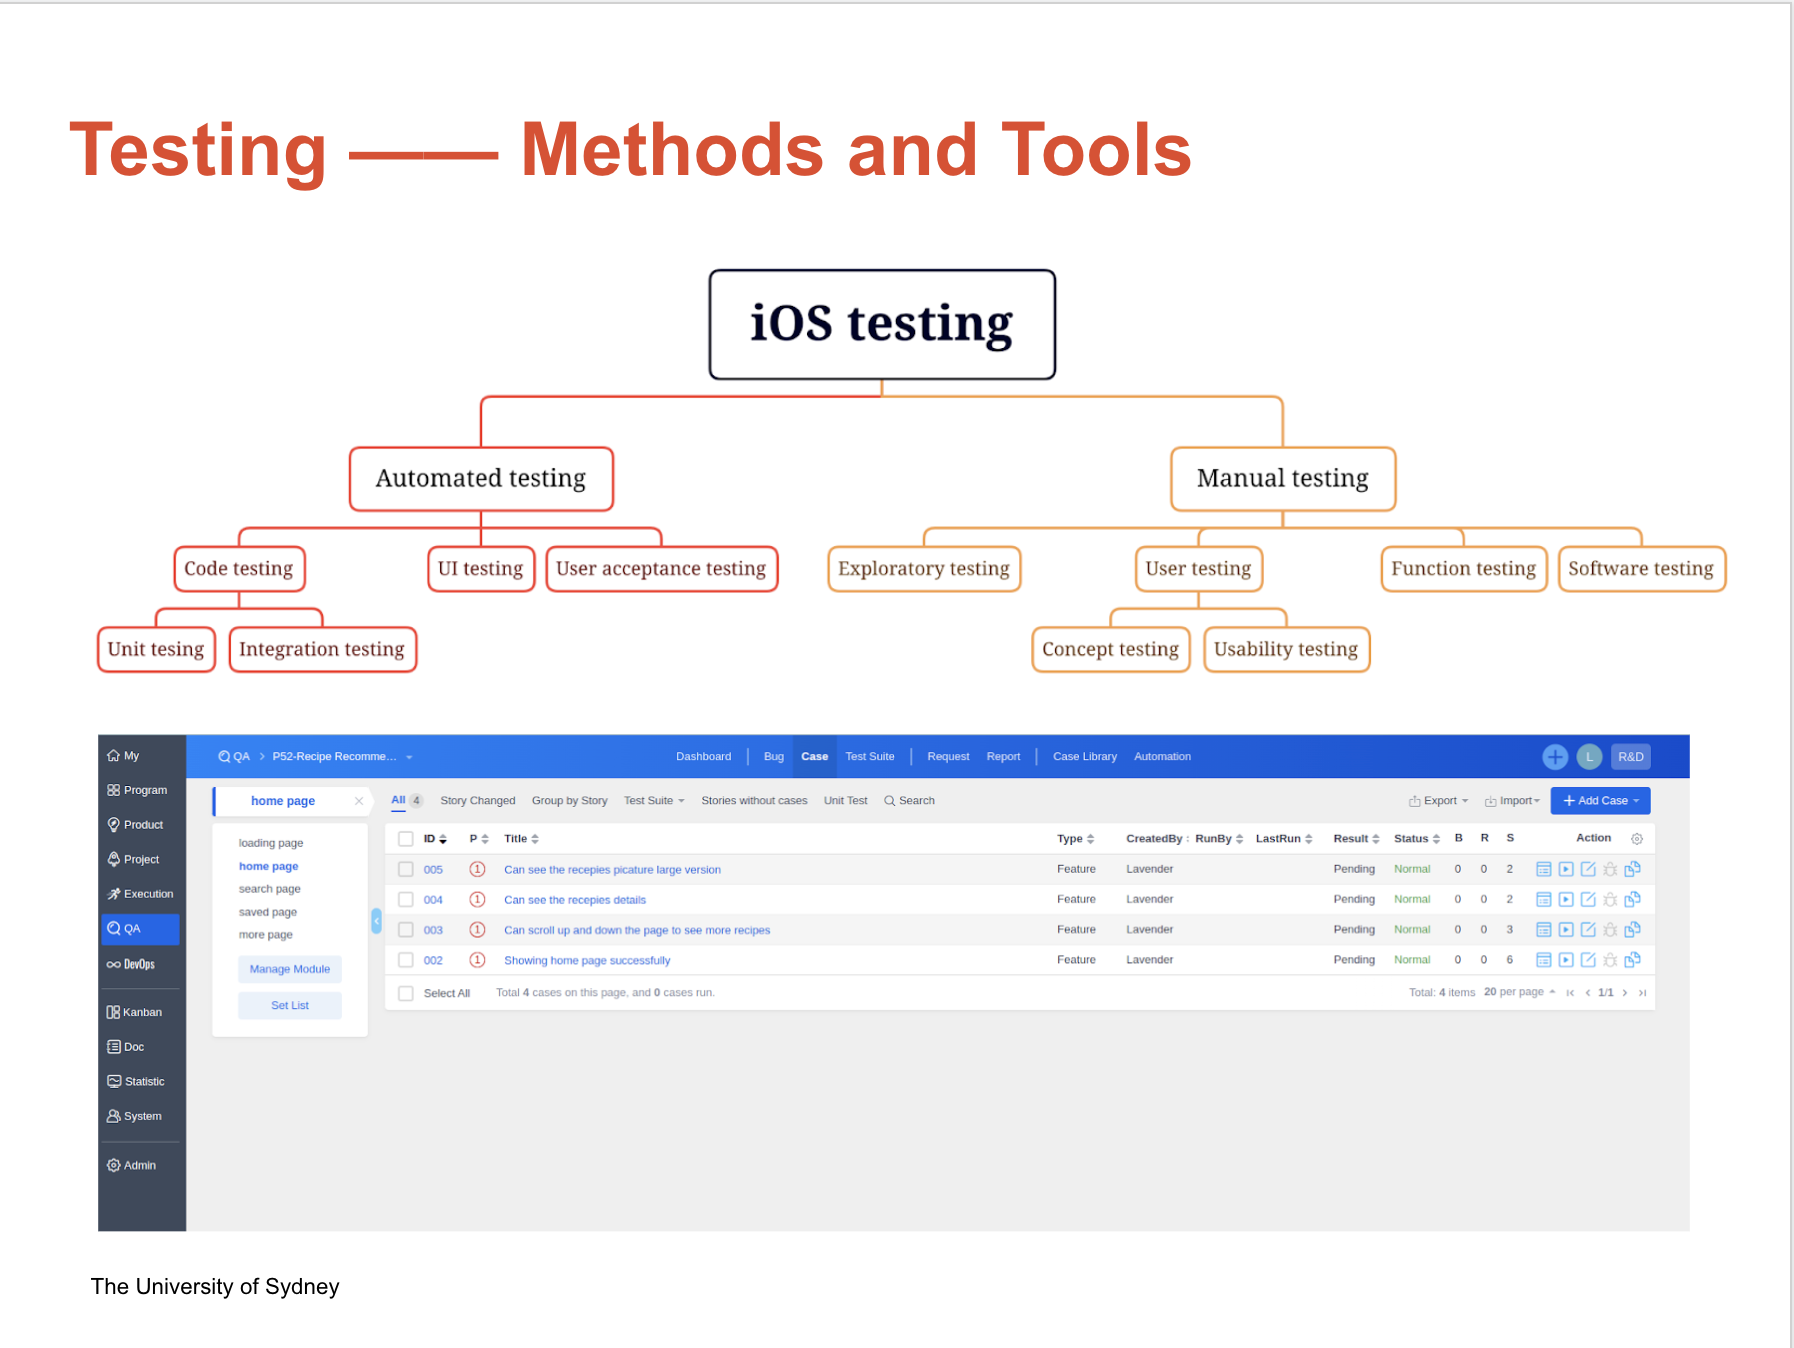 Testing —— Methods and Tools
iOS testing
Automated testing
Manual testing
Code testing
UI testing
User acceptance testing
Exploratory testing
User testing
Function testing
Software testing
Unit tesing
Integration testing
Concept testing
Usability testing
My
Program
Product
Project
Execution
QA
DevOps
Kanban
Doc
Statistic
System
Admin
QA > P52-Recipe Recomme...
Dashboard | Bug Case Test Suite | Request Report | Case Library Automation
L R&D
home page
loading page
home page
search page
saved page
more page
Manage Module
Set List
All 4 Story Changed Group by Story Test Suite Stories without cases Unit Test Search
Export Import + Add Case
ID P Title Type CreatedBy RunBy LastRun Result Status B R S Action
005 1 Can see the recepies picature large version Feature Lavender Pending Normal 0 0 2
004 1 Can see the recepies details Feature Lavender Pending Normal 0 0 2
003 1 Can scroll up and down the page to see more recipes Feature Lavender Pending Normal 0 0 3
002 1 Showing home page successfully Feature Lavender Pending Normal 0 0 6
Select All Total 4 cases on this page, and 0 cases run. Total: 4 items 20 per page 1/1
The University of Sydney